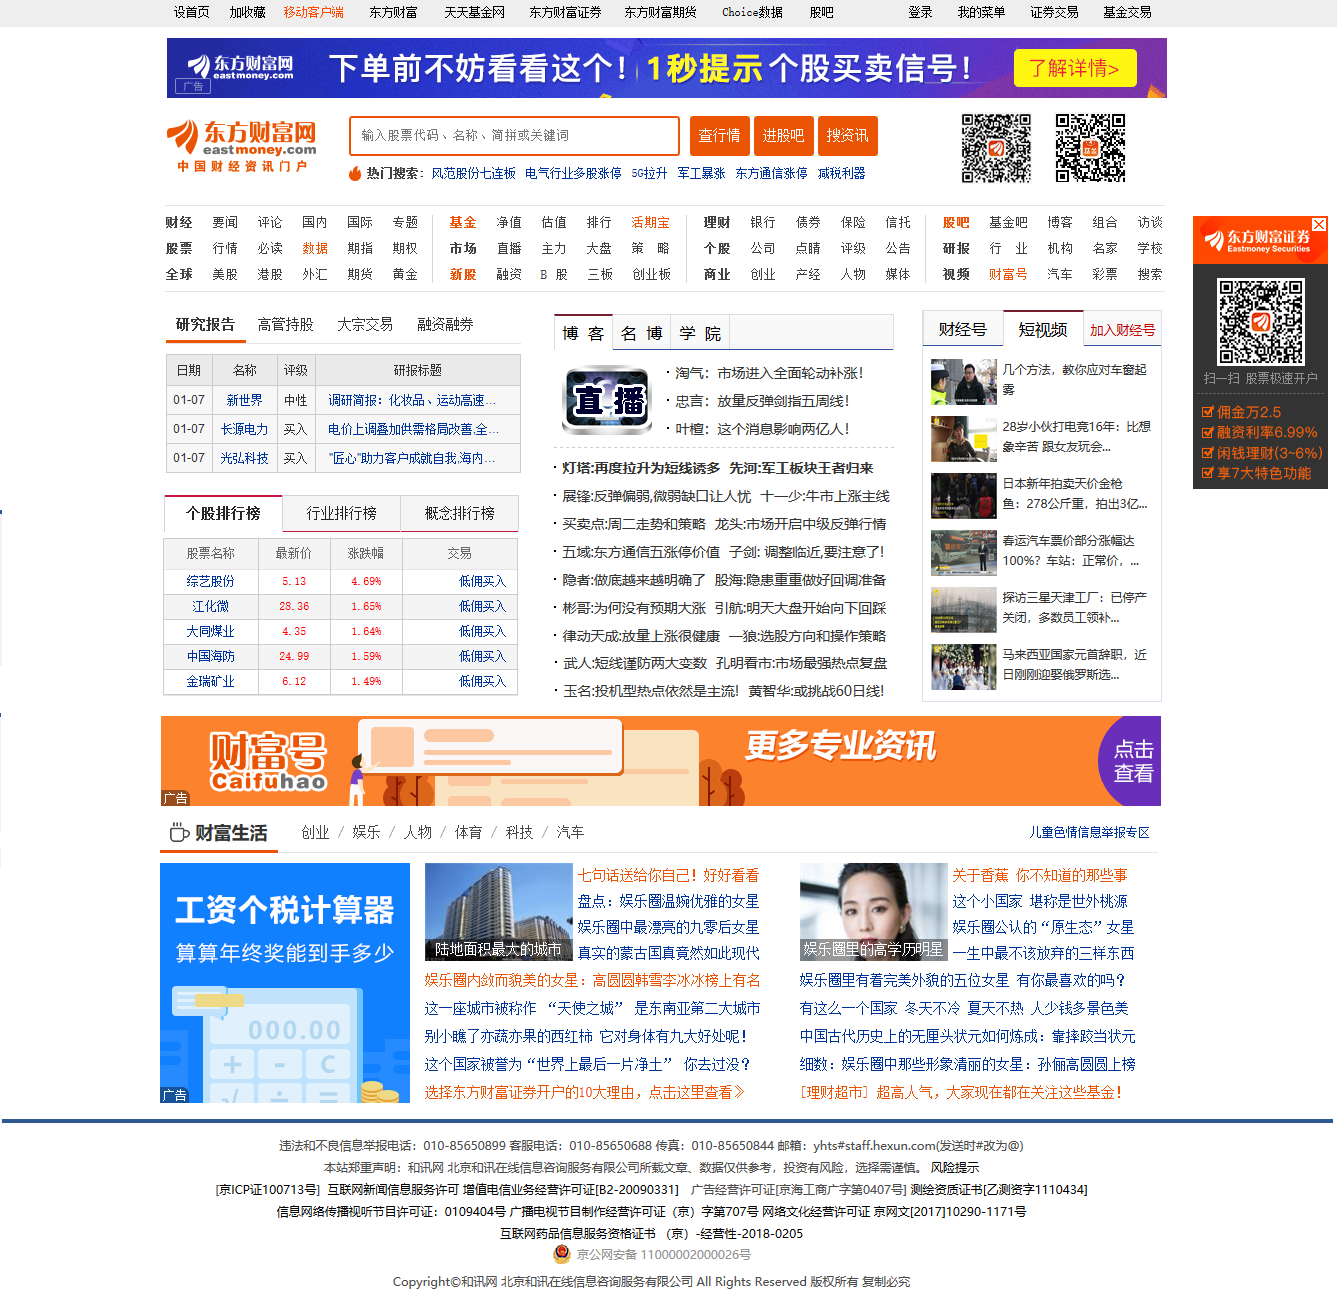 设首页 加收藏 移动客户端 东方财富 天天基金网 东方财富证券 东方财富期货 Choice数据 股吧 登录 我的菜单 证券交易 基金交易
东方财富网 eastmoney.com 下单前不妨看看这个！1秒提示个股买卖信号！ 了解详情>
广告
东方财富网 eastmoney.com 中国财经资讯门户
输入股票代码、名称、简拼或关键词 查行情 进股吧 搜资讯
热门搜索：风范股份七连板 电气行业多股涨停 5G拉升 军工暴涨 东方通信涨停 减税利器
财经 要闻 评论 国内 国际 专题 基金 净值 估值 排行 活期宝 理财 银行 债券 保险 信托 股吧 基金吧 博客 组合 访谈
股票 行情 必读 数据 期指 期权 市场 直播 主力 大盘 策 略 个股 公司 点睛 评级 公告 研报 行 业 机构 名家 学校
全球 美股 港股 外汇 期货 黄金 新股 融资 B 股 三板 创业板 商业 创业 产经 人物 媒体 视频 财富号 汽车 彩票 搜索
东方财富证券
Eastmoney Securities
扫一扫 股票极速开户
佣金万2.5
融资利率6.99%
闲钱理财(3~6%)
享7大特色功能
研究报告 高管持股 大宗交易 融资融券
日期 名称 评级 研报标题
01-07 新世界 中性 调研简报：化妆品、运动高速...
01-07 长源电力 买入 电价上调叠加供需格局改善,全...
01-07 光弘科技 买入 "匠心"助力客户成就自我,海内...
个股排行榜 行业排行榜 概念排行榜
股票名称 最新价 涨跌幅 交易
综艺股份 5.13 4.69% 低佣买入
江化微 28.36 1.65% 低佣买入
大同煤业 4.35 1.64% 低佣买入
中国海防 24.99 1.59% 低佣买入
金瑞矿业 6.12 1.49% 低佣买入
博 客 名 博 学 院
直播
淘气：市场进入全面轮动补涨！
忠言：放量反弹剑指五周线！
叶檀：这个消息影响两亿人！
灯塔:再度拉升为短线诱多 先河:军工板块王者归来
展锋:反弹偏弱,微弱缺口让人忧 十一少:牛市上涨主线
买卖点:周二走势和策略 龙头:市场开启中级反弹行情
五域:东方通信五涨停价值 子剑: 调整临近,要注意了!
隐者:做底越来越明确了 股海:隐患重重做好回调准备
彬哥:为何没有预期大涨 引航:明天大盘开始向下回踩
律动天成:放量上涨很健康 一狼:选股方向和操作策略
武人:短线谨防两大变数 孔明看市:市场最强热点复盘
玉名:投机型热点依然是主流! 黄智华:或挑战60日线!
财经号 短视频 加入财经号
几个方法，教你应对车窗起
雾
28岁小伙打电竞16年：比想
象辛苦 跟女友玩会...
日本新年拍卖天价金枪
鱼：278公斤重，拍出3亿...
春运汽车票价部分涨幅达
100%？车站：正常价，...
探访三星天津工厂：已停产
关闭，多数员工领补...
马来西亚国家元首辞职，近
日刚刚迎娶俄罗斯选...
财富号 Caifuhao 更多专业资讯 点击
查看
广告
财富生活 创业 / 娱乐 / 人物 / 体育 / 科技 / 汽车 儿童色情信息举报专区
工资个税计算器
算算年终奖能到手多少
000.00
+ - C
√ ÷ =
广告
陆地面积最大的城市
七句话送给你自己！好好看看
盘点：娱乐圈温婉优雅的女星
娱乐圈中最漂亮的九零后女星
真实的蒙古国真竟然如此现代
娱乐圈内敛而貌美的女星：高圆圆韩雪李冰冰榜上有名
这一座城市被称作 “天使之城” 是东南亚第二大城市
别小瞧了亦蔬亦果的西红柿 它对身体有九大好处呢！
这个国家被誉为“世界上最后一片净土” 你去过没？
选择东方财富证券开户的10大理由，点击这里查看》
娱乐圈里的高学历明星
关于香蕉 你不知道的那些事
这个小国家 堪称是世外桃源
娱乐圈公认的“原生态”女星
一生中最不该放弃的三样东西
娱乐圈里有着完美外貌的五位女星 有你最喜欢的吗？
有这么一个国家 冬天不冷 夏天不热 人少钱多景色美
中国古代历史上的无厘头状元如何炼成：靠摔跤当状元
细数：娱乐圈中那些形象清丽的女星：孙俪高圆圆上榜
[理财超市] 超高人气，大家现在都在关注这些基金！
违法和不良信息举报电话：010-85650899 客服电话：010-85650688 传真：010-85650844 邮箱：yhts#staff.hexun.com(发送时#改为@)
本站郑重声明：和讯网 北京和讯在线信息咨询服务有限公司所载文章、数据仅供参考，投资有风险，选择需谨慎。 风险提示
[京ICP证100713号] 互联网新闻信息服务许可 增值电信业务经营许可证[B2-20090331] 广告经营许可证[京海工商广字第0407号] 测绘资质证书[乙测资字1110434]
信息网络传播视听节目许可证：0109404号 广播电视节目制作经营许可证（京）字第707号 网络文化经营许可证 京网文[2017]10290-1171号
互联网药品信息服务资格证书 （京）-经营性-2018-0205
京公网安备 11000002000026号
Copyright©和讯网 北京和讯在线信息咨询服务有限公司 All Rights Reserved 版权所有 复制必究